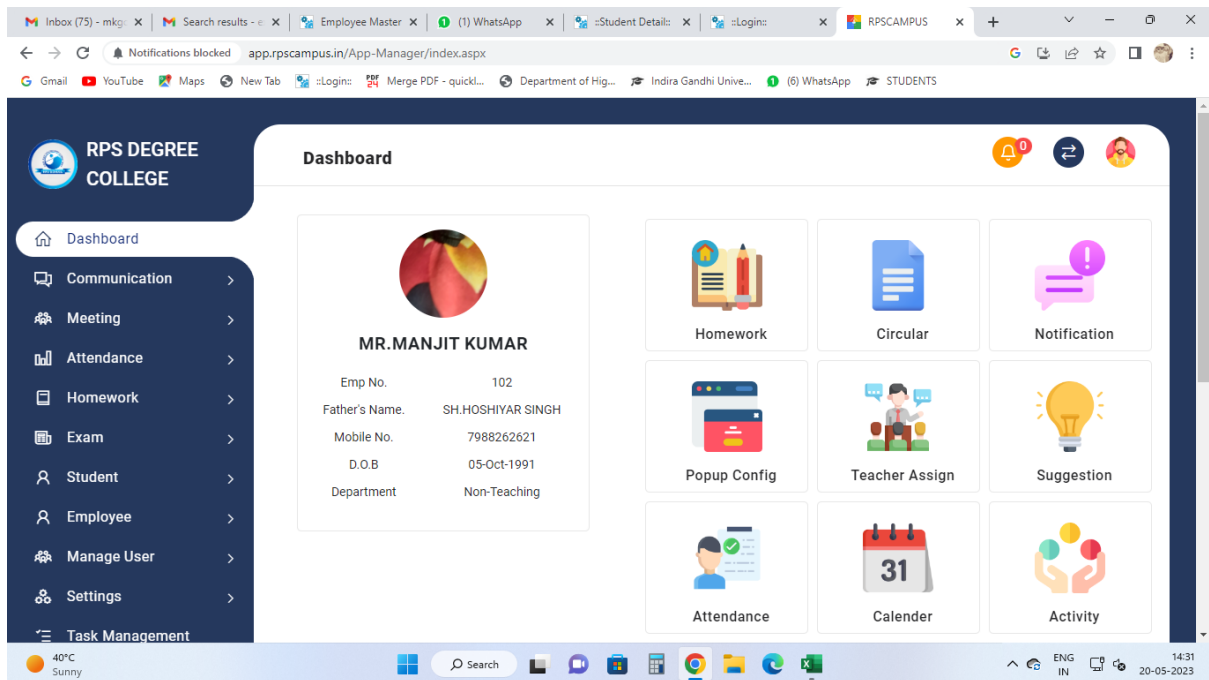 Inbox (75) - mkg
Search results - e
Employee Master
(1) WhatsApp
::Student Detail::
::Login::
RPSCAMPUS
Notifications blocked
app.rpscampus.in/App-Manager/index.aspx
Gmail
YouTube
Maps
New Tab
::Login::
Merge PDF - quickl...
Department of Hig...
Indira Gandhi Unive...
(6) WhatsApp
STUDENTS
RPS DEGREE
COLLEGE
Dashboard
Communication
Meeting
Attendance
Homework
Exam
Student
Employee
Manage User
Settings
Task Management
Dashboard
0
MR.MANJIT KUMAR
Emp No. 102
Father's Name. SH.HOSHIYAR SINGH
Mobile No. 7988262621
D.O.B 05-Oct-1991
Department Non-Teaching
Homework
Circular
Notification
Popup Config
Teacher Assign
Suggestion
Attendance
31
Calender
Activity
40°C
Sunny
Search
ENG
IN
14:31
20-05-2023